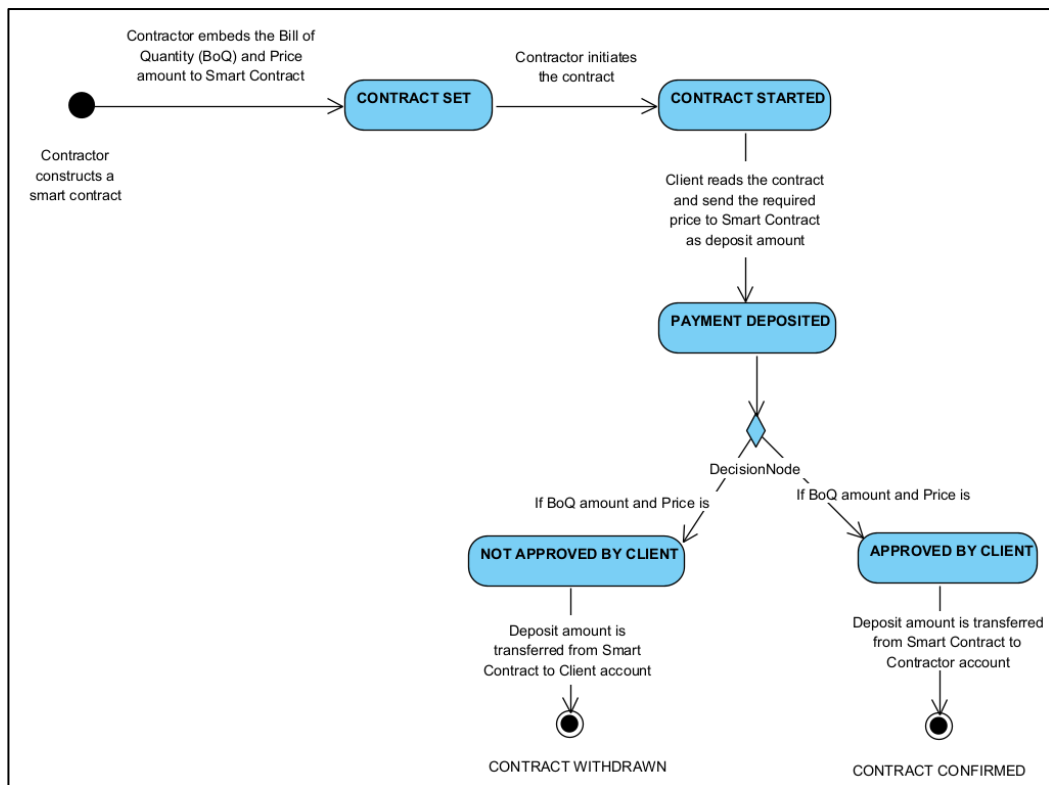 Contractor embeds the Bill of
Quantity (BoQ) and Price
amount to Smart Contract
Contractor initiates
the contract
CONTRACT SET
CONTRACT STARTED
Contractor
constructs a
smart contract
Client reads the contract
and send the required
price to Smart Contract
as deposit amount
PAYMENT DEPOSITED
DecisionNode
If BoQ amount and Price is
If BoQ amount and Price is
NOT APPROVED BY CLIENT
APPROVED BY CLIENT
Deposit amount is
transferred from Smart
Contract to Client account
Deposit amount is transferred
from Smart Contract to
Contractor account
CONTRACT WITHDRAWN
CONTRACT CONFIRMED